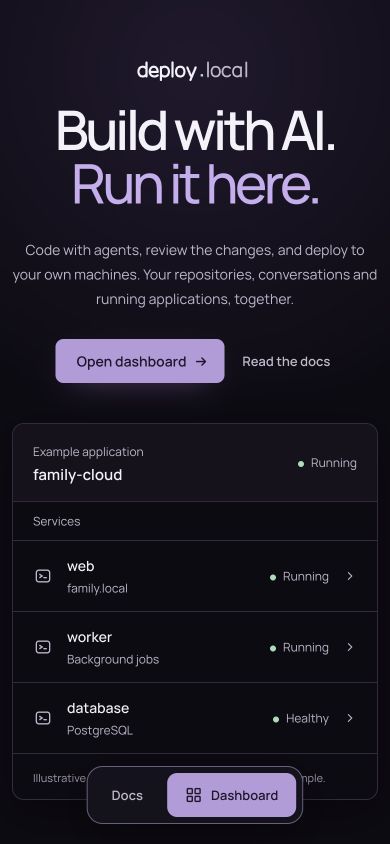 deploy.local
Build with AI.
Run it here.
Code with agents, review the changes, and deploy to
your own machines. Your repositories, conversations and
running applications, together.
Open dashboard → Read the docs
Example application
family-cloud
Running
Services
web
family.local
Running
worker
Background jobs
Running
database
PostgreSQL
Healthy
Illustrative
Docs
Dashboard